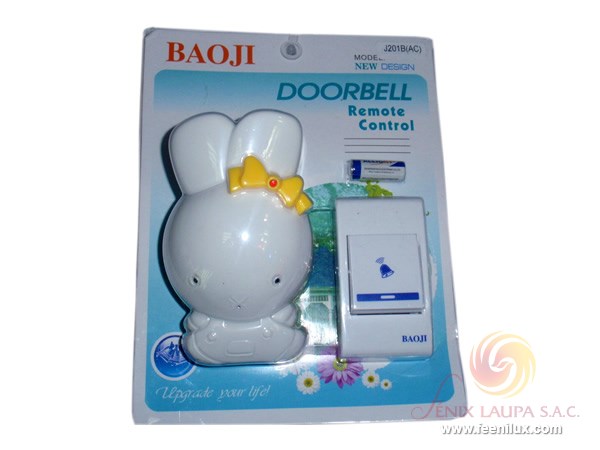 BAOJI
J201B(AC)
MODEL
NEW DESIGN
DOORBELL
Remote
Control
BAOJI
Upgrade your life!
FENIX LAUPA S.A.C.
www.feenilux.com